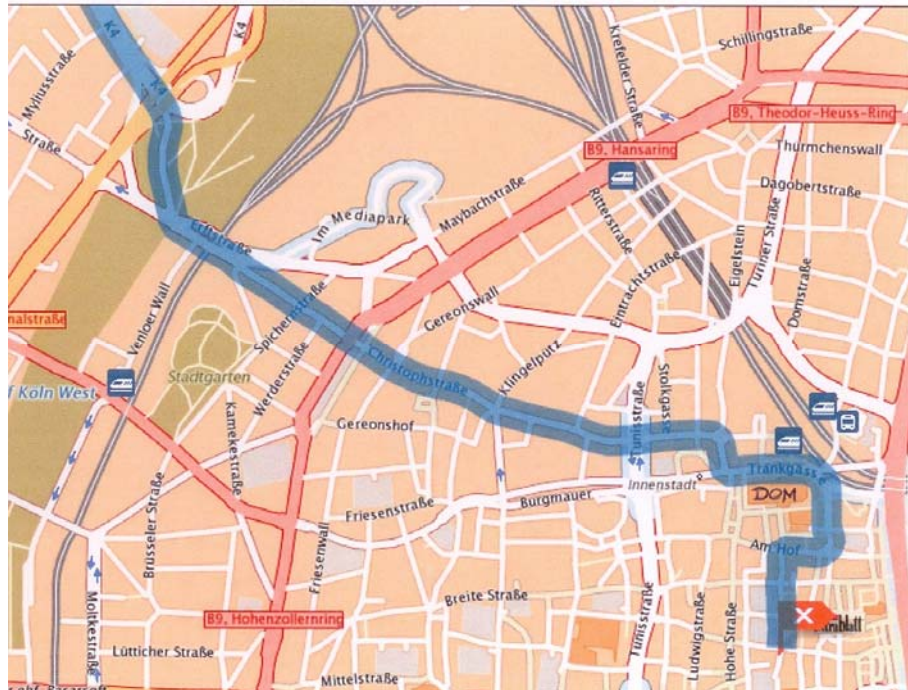 K4
K4
K4
Schillingstraße
Krefelder Straße
Myliusstraße
Straße
B9, Theodor-Heuss-Ring
Thürmchenswall
B9, Hansaring
Dagobertstraße
Maybachstraße
Im Mediapark
Ritterstraße
Erftstraße
Eintrachtstraße
Eigelstein
Turiner Straße
Domstraße
Venloer Wall
Spichernstraße
Gereonswall
nalstraße
Werderstraße
Christophstraße
Klingelpütz
Stadtgarten
f Köln West
Kamekestraße
Gereonshof
Tunisstraße
Stolkgasse
Trankgasse
Innenstadt
DOM
Burgmauer
Friesenstraße
Brüsseler Straße
Friesenwall
Am Hof
Breite Straße
B9, Hohenzollernring
Moltkestraße
Tunisstraße
Ludwigstraße
Hohe Straße
Lütticher Straße
Mittelstraße